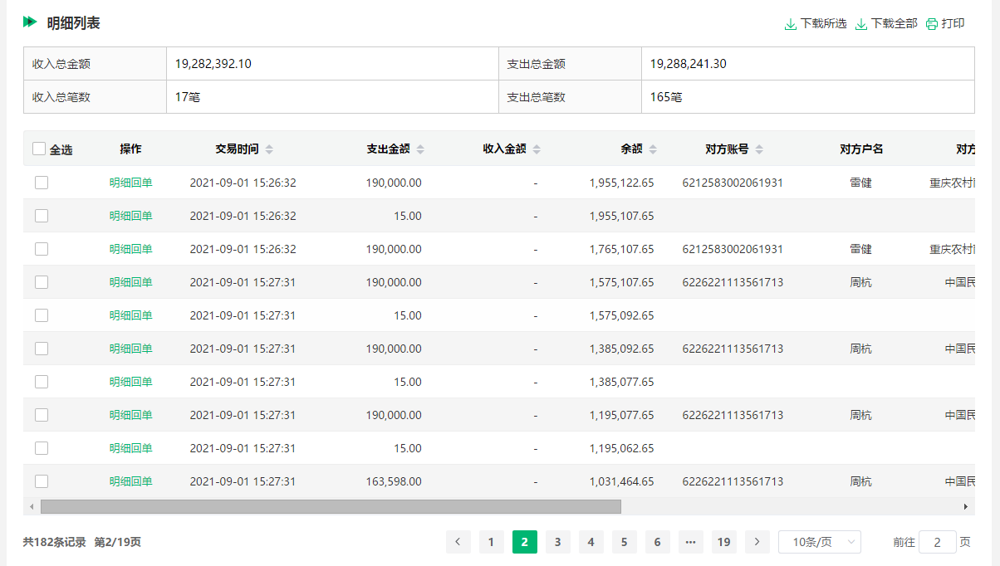 明细列表 下载所选 下载全部 打印
收入总金额 19,282,392.10 支出总金额 19,288,241.30
收入总笔数 17笔 支出总笔数 165笔
全选 操作 交易时间 支出金额 收入金额 余额 对方账号 对方户名 对方
明细回单 2021-09-01 15:26:32 190,000.00 - 1,955,122.65 6212583002061931 雷健 重庆农村
明细回单 2021-09-01 15:26:32 15.00 - 1,955,107.65
明细回单 2021-09-01 15:26:32 190,000.00 - 1,765,107.65 6212583002061931 雷健 重庆农村
明细回单 2021-09-01 15:27:31 190,000.00 - 1,575,107.65 6226221113561713 周杭 中国民
明细回单 2021-09-01 15:27:31 15.00 - 1,575,092.65
明细回单 2021-09-01 15:27:31 190,000.00 - 1,385,092.65 6226221113561713 周杭 中国民
明细回单 2021-09-01 15:27:31 15.00 - 1,385,077.65
明细回单 2021-09-01 15:27:31 190,000.00 - 1,195,077.65 6226221113561713 周杭 中国民
明细回单 2021-09-01 15:27:31 15.00 - 1,195,062.65
明细回单 2021-09-01 15:27:31 163,598.00 - 1,031,464.65 6226221113561713 周杭 中国民
共182条记录 第2/19页 1 2 3 4 5 6 ··· 19 10条/页 前往 2 页